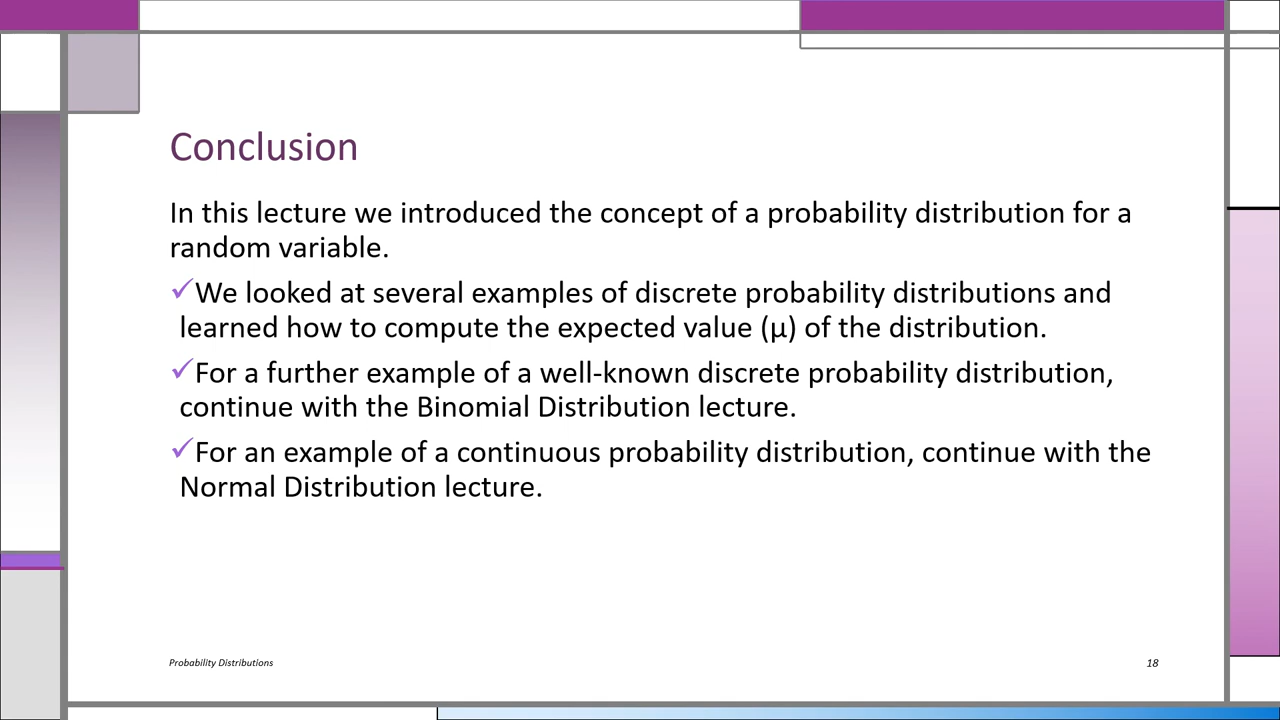 Conclusion
In this lecture we introduced the concept of a probability distribution for a
random variable.
✓We looked at several examples of discrete probability distributions and
learned how to compute the expected value (μ) of the distribution.
✓For a further example of a well-known discrete probability distribution,
continue with the Binomial Distribution lecture.
✓For an example of a continuous probability distribution, continue with the
Normal Distribution lecture.
Probability Distributions
18